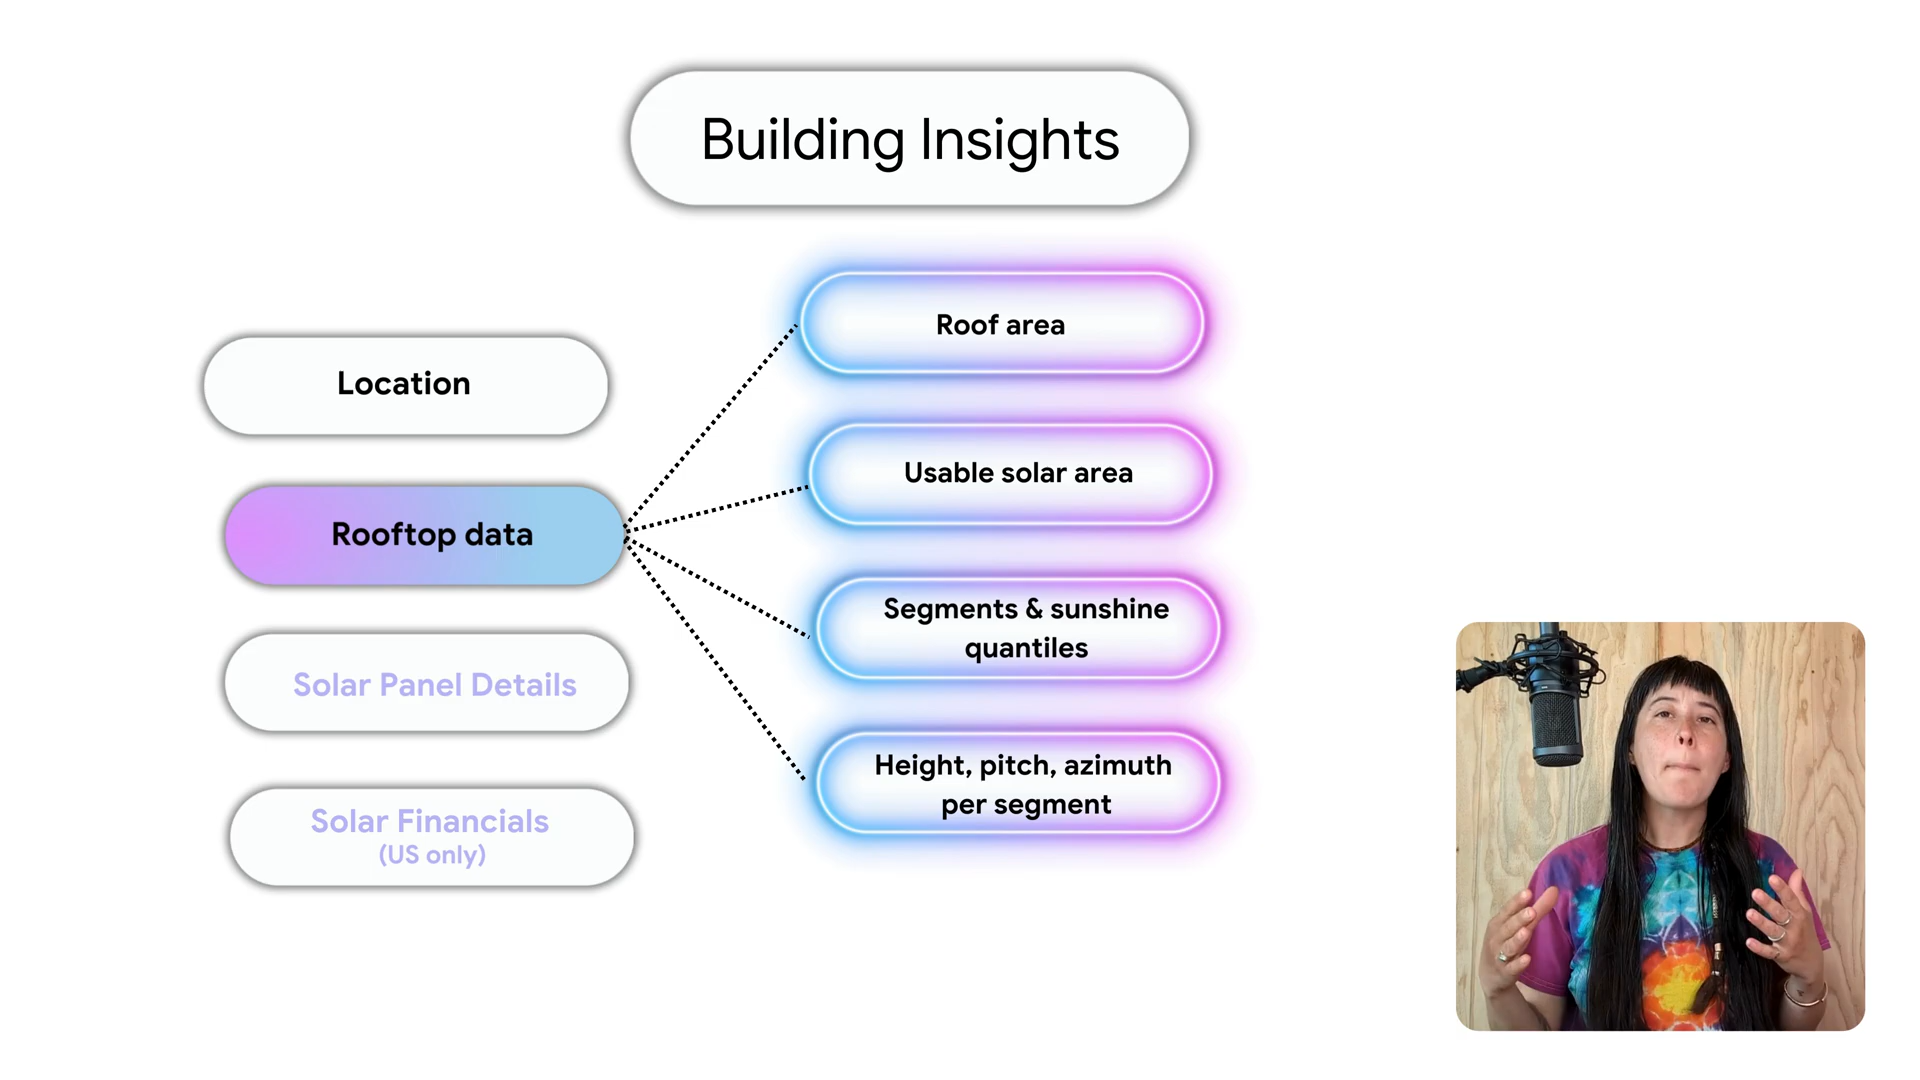 Building Insights
Location
Rooftop data
Solar Panel Details
Solar Financials
(US only)
Roof area
Usable solar area
Segments & sunshine
quantiles
Height, pitch, azimuth
per segment